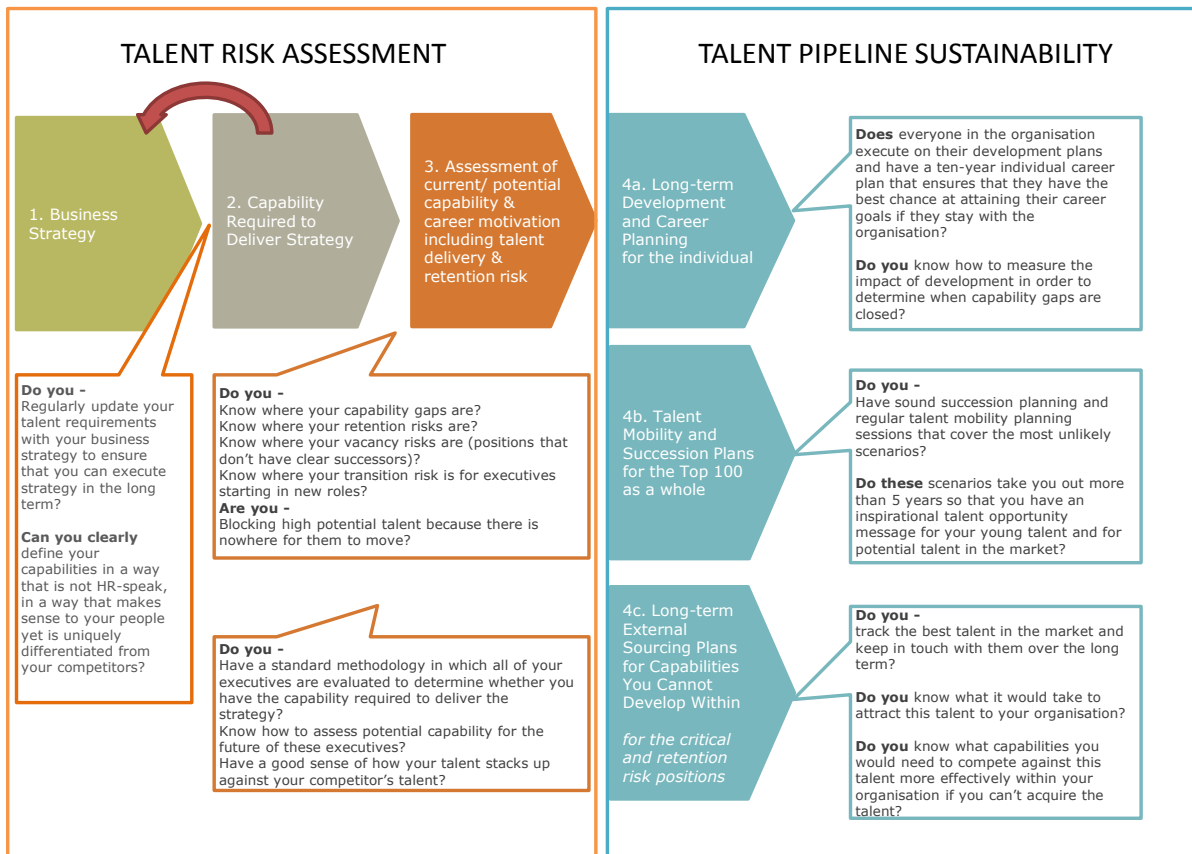 TALENT RISK ASSESSMENT
1. Business
Strategy
2. Capability
Required to
Deliver Strategy
3. Assessment of
current/ potential
capability &
career motivation
including talent
delivery &
retention risk
Do you -
Regularly update your
talent requirements
with your business
strategy to ensure
that you can execute
strategy in the long
term?
Can you clearly
define your
capabilities in a way
that is not HR-speak,
in a way that makes
sense to your people
yet is uniquely
differentiated from
your competitors?
Do you -
Know where your capability gaps are?
Know where your retention risks are?
Know where your vacancy risks are (positions that
don't have clear successors)?
Know where your transition risk is for executives
starting in new roles?
Are you -
Blocking high potential talent because there is
nowhere for them to move?
Do you -
Have a standard methodology in which all of your
executives are evaluated to determine whether you
have the capability required to deliver the
strategy?
Know how to assess potential capability for the
future of these executives?
Have a good sense of how your talent stacks up
against your competitor's talent?
TALENT PIPELINE SUSTAINABILITY
4a. Long-term
Development
and Career
Planning
for the individual
Does everyone in the organisation
execute on their development plans
and have a ten-year individual career
plan that ensures that they have the
best chance at attaining their career
goals if they stay with the
organisation?
Do you know how to measure the
impact of development in order to
determine when capability gaps are
closed?
4b. Talent
Mobility and
Succession Plans
for the Top 100
as a whole
Do you -
Have sound succession planning and
regular talent mobility planning
sessions that cover the most unlikely
scenarios?
Do these scenarios take you out more
than 5 years so that you have an
inspirational talent opportunity
message for your young talent and for
potential talent in the market?
4c. Long-term
External
Sourcing Plans
for Capabilities
You Cannot
Develop Within
for the critical
and retention
risk positions
Do you -
track the best talent in the market and
keep in touch with them over the long
term?
Do you know what it would take to
attract this talent to your organisation?
Do you know what capabilities you
would need to compete against this
talent more effectively within your
organisation if you can't acquire the
talent?